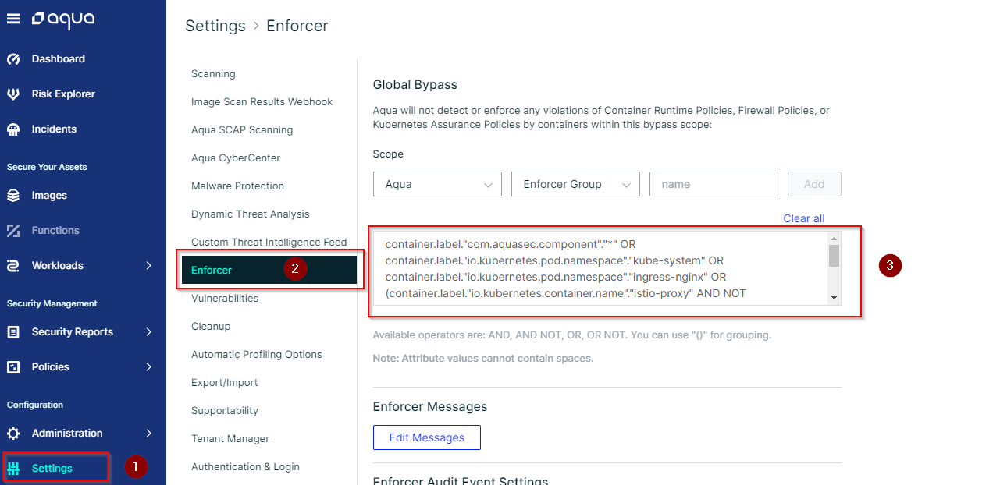 aqua
Dashboard
Risk Explorer
Incidents
Secure Your Assets
Images
Functions
Workloads
Security Management
Security Reports
Policies
Configuration
Administration
Settings
1
Settings > Enforcer
Scanning
Image Scan Results Webhook
Aqua SCAP Scanning
Aqua CyberCenter
Malware Protection
Dynamic Threat Analysis
Custom Threat Intelligence Feed
Enforcer
2
Vulnerabilities
Cleanup
Automatic Profiling Options
Export/Import
Supportability
Tenant Manager
Authentication & Login
Global Bypass
Aqua will not detect or enforce any violations of Container Runtime Policies, Firewall Policies, or
Kubernetes Assurance Policies by containers within this bypass scope:
Scope
Aqua
Enforcer Group
name
Add
Clear all
container.label."com.aquasec.component"."*" OR
container.label."io.kubernetes.pod.namespace"."kube-system" OR
container.label."io.kubernetes.pod.namespace"."ingress-nginx" OR
(container.label."io.kubernetes.container.name"."istio-proxy" AND NOT
3
Available operators are: AND, AND NOT, OR, OR NOT. You can use "()" for grouping.
Note: Attribute values cannot contain spaces.
Enforcer Messages
Edit Messages
Enforcer Audit Event Settings